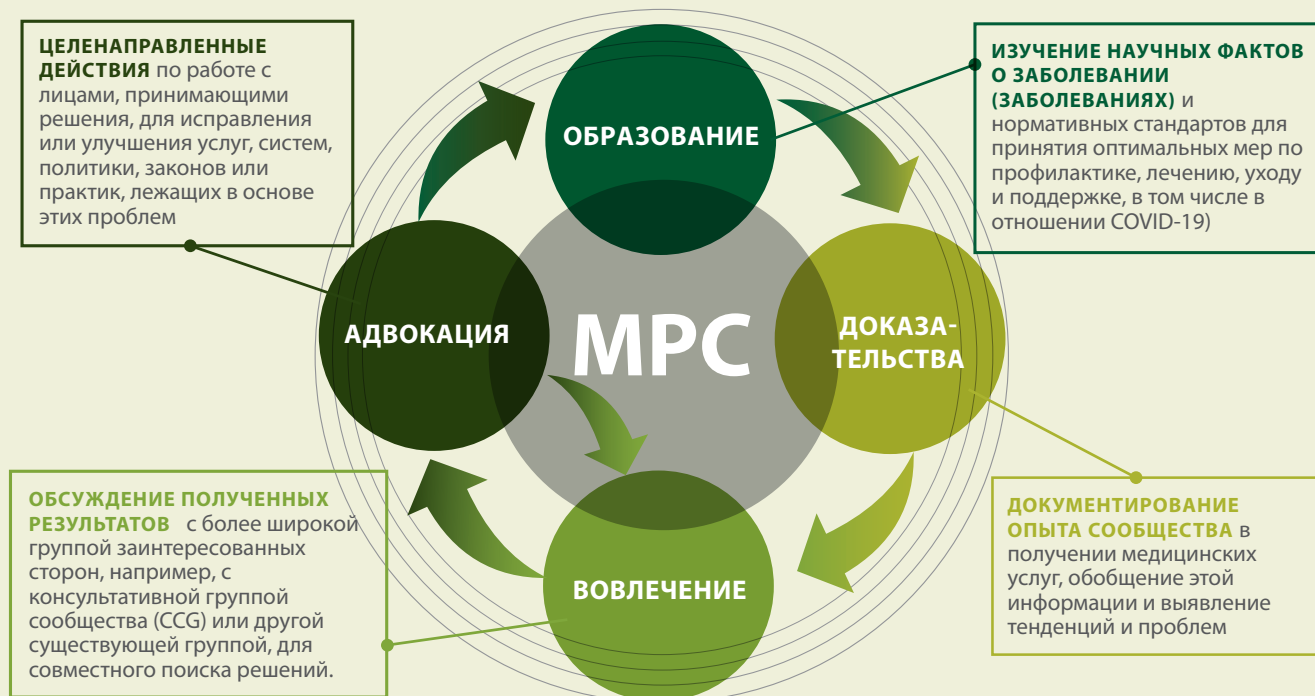 ЦЕЛЕНАПРАВЛЕННЫЕ
ДЕЙСТВИЯ по работе с
лицами, принимающими
решения, для исправления
или улучшения услуг, систем,
политики, законов или
практик, лежащих в основе
этих проблем
ОБРАЗОВАНИЕ
ИЗУЧЕНИЕ НАУЧНЫХ ФАКТОВ
О ЗАБОЛЕВАНИИ
(ЗАБОЛЕВАНИЯХ) и
нормативных стандартов для
принятия оптимальных мер по
профилактике, лечению, уходу
и поддержке, в том числе в
отношении COVID-19)
АДВОКАЦИЯ
МРС
ДОКАЗА-
ТЕЛЬСТВА
ОБСУЖДЕНИЕ ПОЛУЧЕННЫХ
РЕЗУЛЬТАТОВ с более широкой
группой заинтересованных
сторон, например, с
консультативной группой
сообщества (CCG) или другой
существующей группой, для
совместного поиска решений.
ВОВЛЕЧЕНИЕ
ДОКУМЕНТИРОВАНИЕ
ОПЫТА СООБЩЕСТВА в
получении медицинских
услуг, обобщение этой
информации и выявление
тенденций и проблем